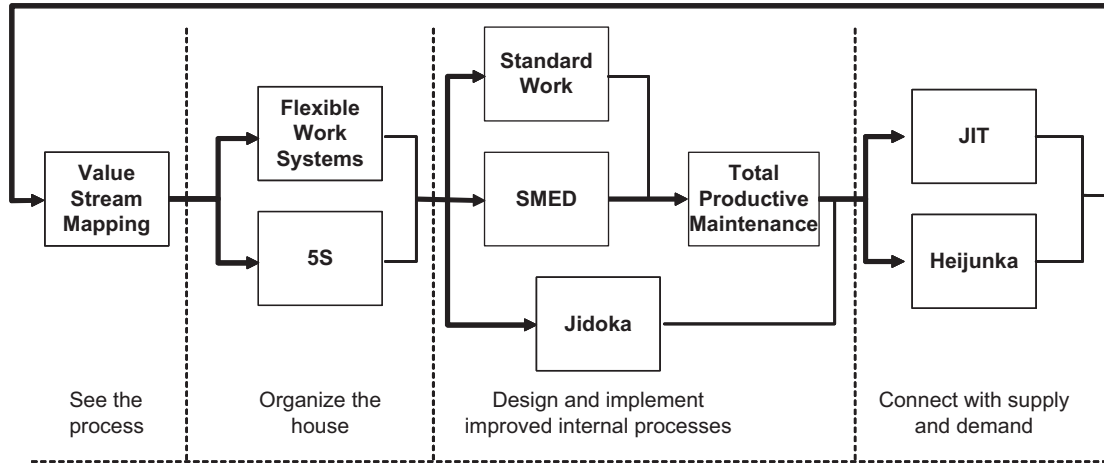 Value
Stream
Mapping
Flexible
Work
Systems
5S
Standard
Work
SMED
Jidoka
Total
Productive
Maintenance
JIT
Heijunka
See the
process
Organize the
house
Design and implement
improved internal processes
Connect with supply
and demand